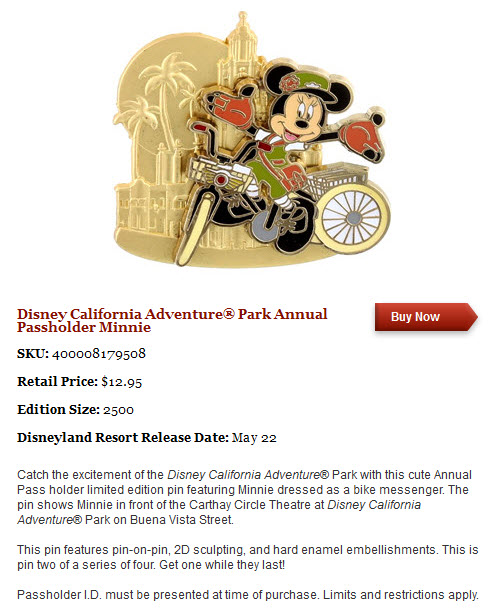 Disney California Adventure® Park Annual
Passholder Minnie
Buy Now
SKU: 400008179508
Retail Price: $12.95
Edition Size: 2500
Disneyland Resort Release Date: May 22
Catch the excitement of the Disney California Adventure® Park with this cute Annual
Pass holder limited edition pin featuring Minnie dressed as a bike messenger. The
pin shows Minnie in front of the Carthay Circle Theatre at Disney California
Adventure® Park on Buena Vista Street.
This pin features pin-on-pin, 2D sculpting, and hard enamel embellishments. This is
pin two of a series of four. Get one while they last!
Passholder I.D. must be presented at time of purchase. Limits and restrictions apply.